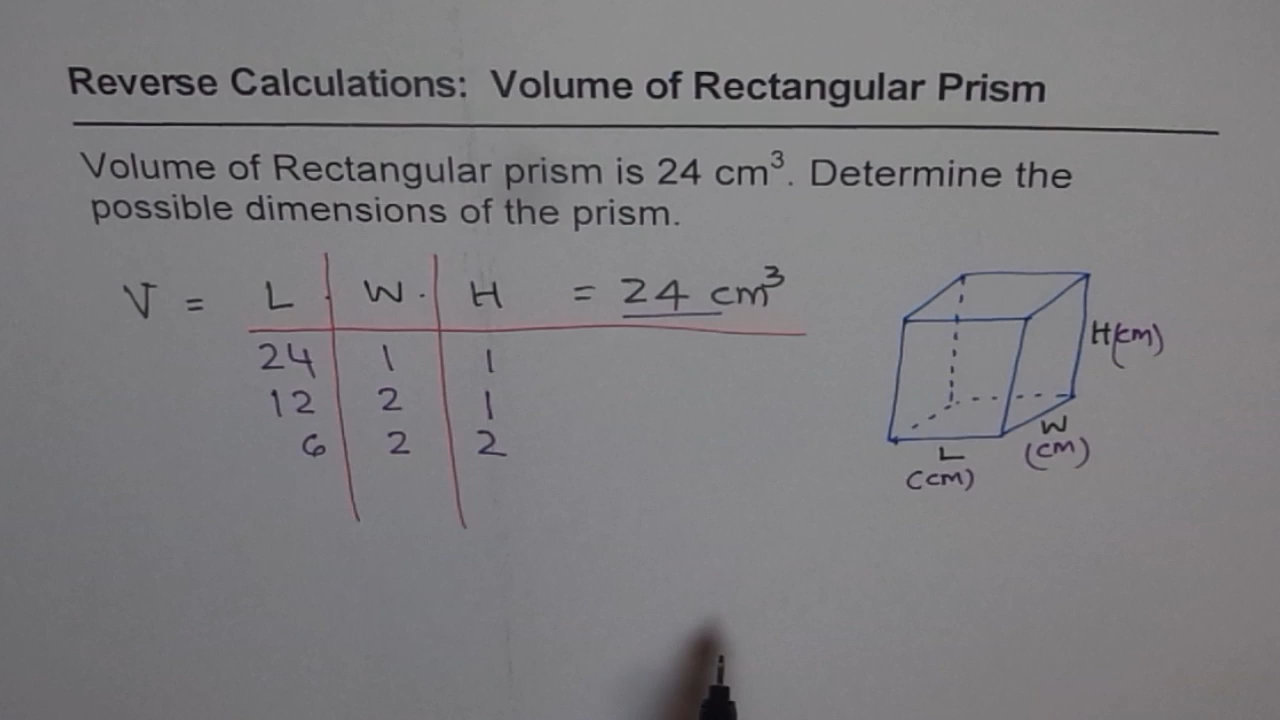 Reverse Calculations: Volume of Rectangular Prism
Volume of Rectangular prism is 24 cm³. Determine the
possible dimensions of the prism.
V = L . W . H = 24 cm³
24 1 1
12 2 1
6 2 2
H(cm)
W
(cm)
L
(cm)